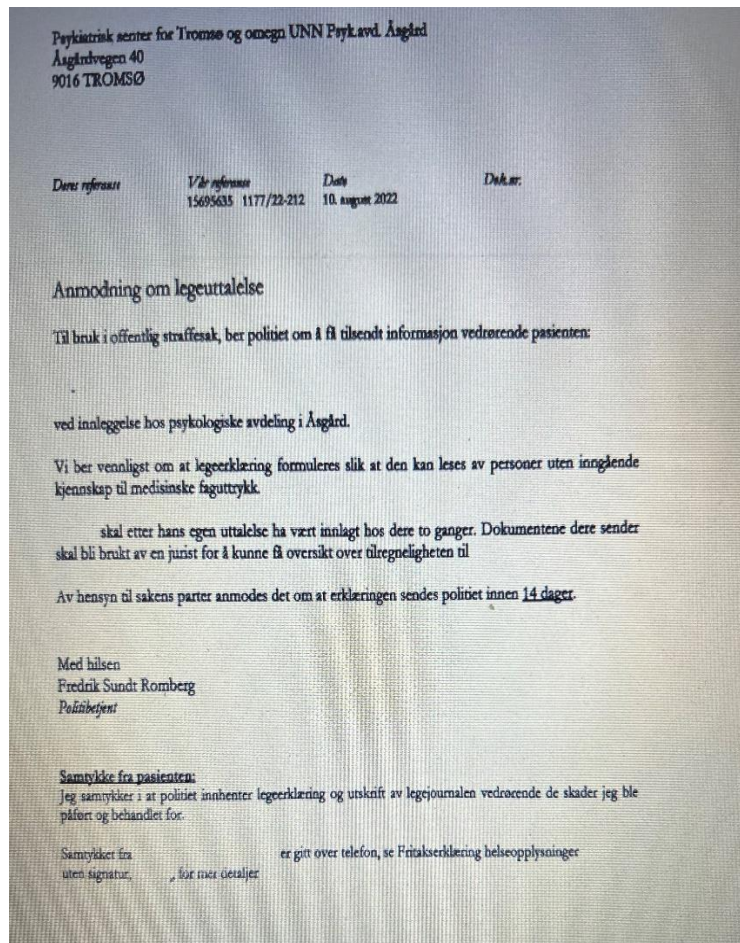 Psykiatrisk senter for Tromsø og omegn UNN Psyk.avd. Åsgård
Åsgårdvegen 40
9016 TROMSØ
Deres referanse Vår referanse Dato Dok.nr.
15695635 1177/22-212 10. august 2022
Anmodning om legeuttalelse
Til bruk i offentlig straffesak, ber politiet om å få tilsendt informasjon vedrørende pasienten:
ved innleggelse hos psykologiske avdeling i Åsgård.
Vi ber vennligst om at legeerklæring formuleres slik at den kan leses av personer uten inngående
kjennskap til medisinske faguttrykk.
skal etter hans egen uttalelse ha vært innlagt hos dere to ganger. Dokumentene dere sender
skal bli brukt av en jurist for å kunne få oversikt over tilregneligheten til
Av hensyn til sakens parter anmodes det om at erklæringen sendes politiet innen 14 dager.
Med hilsen
Fredrik Sundt Romberg
Politibetjent
Samtykke fra pasienten:
Jeg samtykker i at politiet innhenter legeerklæring og utskrift av legejournalen vedrørende de skader jeg ble
påført og behandlet for.
Samtykket fra er gitt over telefon, se Fritakserklæring helseopplysninger
uten signatur, , for mer detaljer